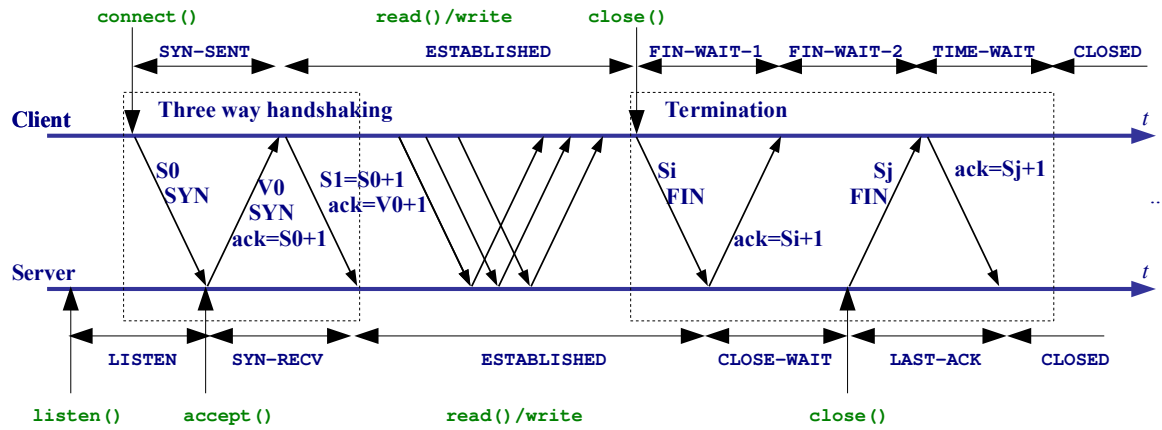 connect() read()/write close()
SYN-SENT ESTABLISHED FIN-WAIT-1 FIN-WAIT-2 TIME-WAIT CLOSED
Three way handshaking Termination
Client t
S0 V0 S1=S0+1 Si Sj ack=Sj+1
SYN SYN ack=V0+1 FIN FIN
ack=S0+1 ack=Si+1
..
Server t
LISTEN SYN-RECV ESTABLISHED CLOSE-WAIT LAST-ACK CLOSED
listen() accept() read()/write close()